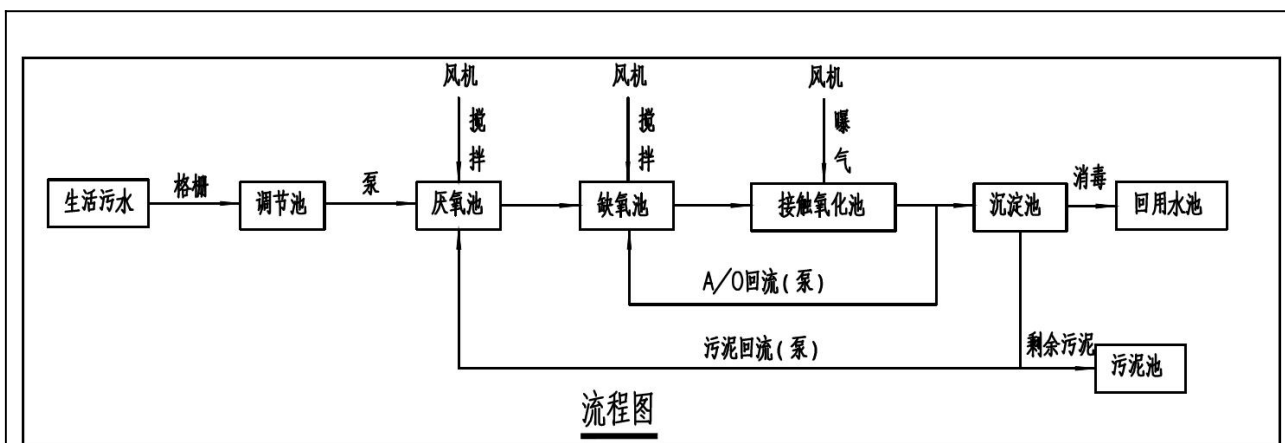 风机
风机
风机
搅拌
搅拌
曝气
生活污水
格栅
调节池
泵
厌氧池
缺氧池
接触氧化池
沉淀池
消毒
回用水池
A/O回流(泵)
污泥回流(泵)
剩余污泥
污泥池
流程图